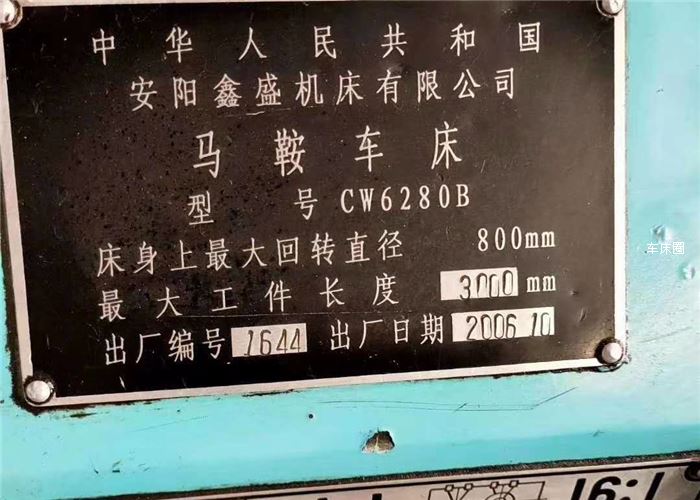 中华人民共和国
安阳鑫盛机床有限公司
马鞍车床
型号 CW6280B
床身上最大回转直径 800mm
最大工件长度 3000 mm
出厂编号 1644 出厂日期 2006.10
车床圈
1:91